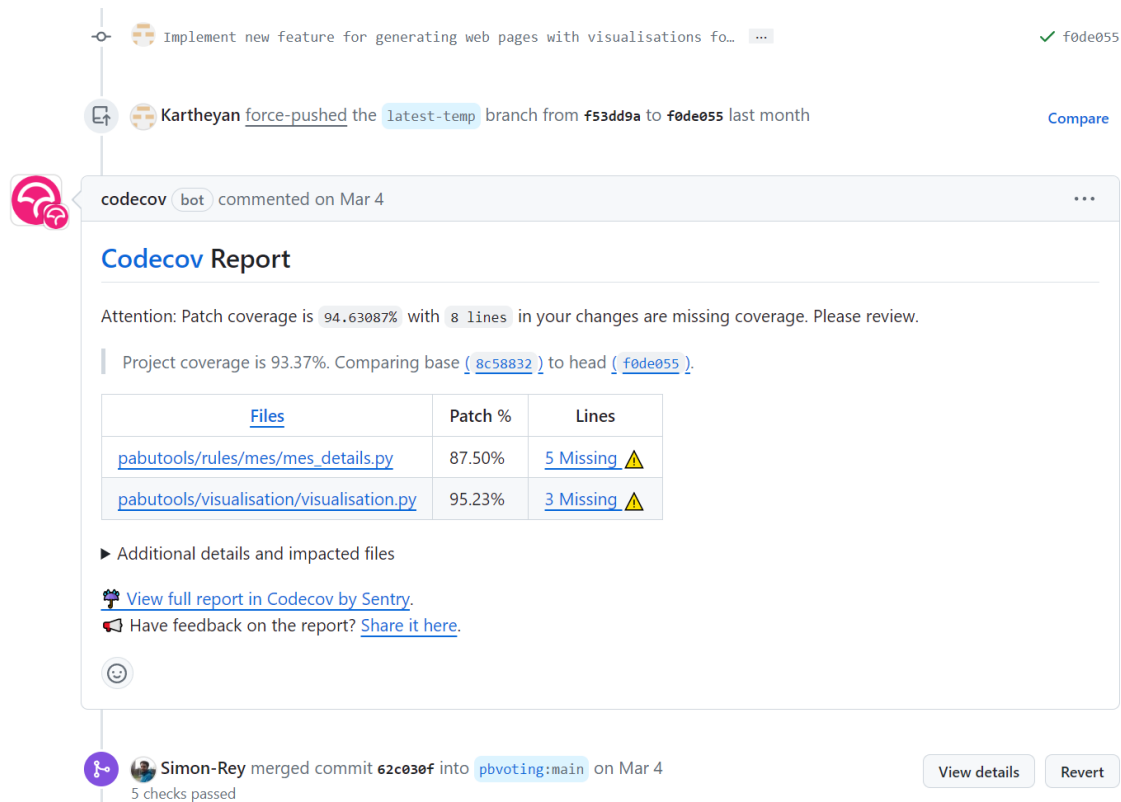 Implement new feature for generating web pages with visualisations fo… … f0de055
Kartheyan force-pushed the latest-temp branch from f53dd9a to f0de055 last month Compare
codecov bot commented on Mar 4 ...
Codecov Report
Attention: Patch coverage is 94.63087% with 8 lines in your changes are missing coverage. Please review.
Project coverage is 93.37%. Comparing base (8c58832) to head (f0de055).
Files Patch % Lines
pabutools/rules/mes/mes_details.py 87.50% 5 Missing ⚠️
pabutools/visualisation/visualisation.py 95.23% 3 Missing ⚠️
Additional details and impacted files
View full report in Codecov by Sentry.
Have feedback on the report? Share it here.
Simon-Rey merged commit 62c030f into pbvoting:main on Mar 4 View details Revert
5 checks passed